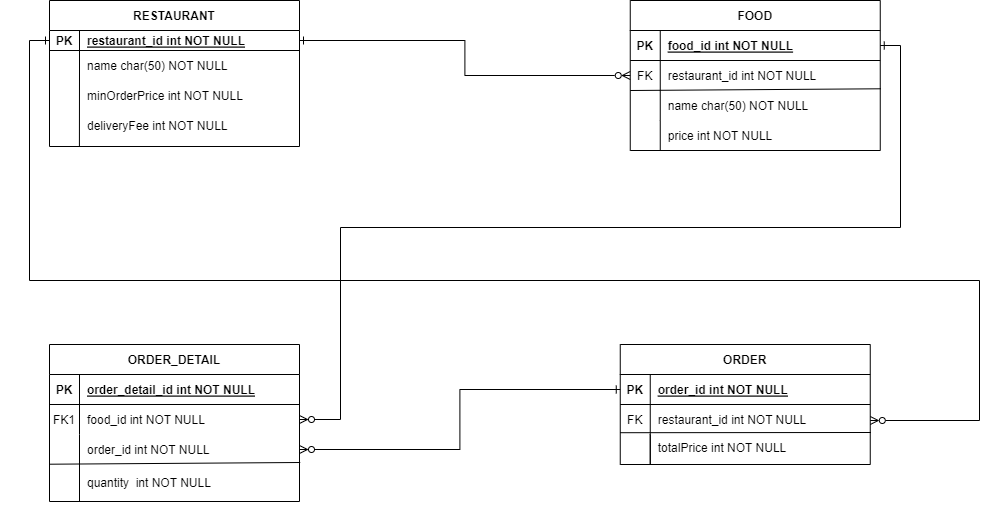 RESTAURANT
PK restaurant_id int NOT NULL
name char(50) NOT NULL
minOrderPrice int NOT NULL
deliveryFee int NOT NULL
FOOD
PK food_id int NOT NULL
FK restaurant_id int NOT NULL
name char(50) NOT NULL
price int NOT NULL
ORDER_DETAIL
PK order_detail_id int NOT NULL
FK1 food_id int NOT NULL
order_id int NOT NULL
quantity  int NOT NULL
ORDER
PK order_id int NOT NULL
FK restaurant_id int NOT NULL
totalPrice int NOT NULL